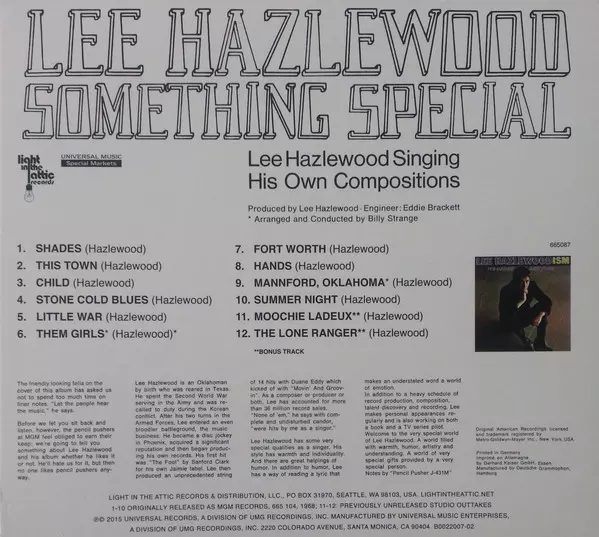 LEE HAZLEWOOD
SOMETHING SPECIAL
light
in the
attic
records
UNIVERSAL MUSIC
Special Markets
Lee Hazlewood Singing
His Own Compositions
Produced by Lee Hazlewood · Engineer: Eddie Brackett
* Arranged and Conducted by Billy Strange
1. SHADES (Hazlewood)
2. THIS TOWN (Hazlewood)
3. CHILD (Hazlewood)
4. STONE COLD BLUES (Hazlewood)
5. LITTLE WAR (Hazlewood)
6. THEM GIRLS* (Hazlewood)*
7. FORT WORTH (Hazlewood)
8. HANDS (Hazlewood)
9. MANNFORD, OKLAHOMA* (Hazlewood)
10. SUMMER NIGHT (Hazlewood)
11. MOOCHIE LADEUX** (Hazlewood)
12. THE LONE RANGER** (Hazlewood)
**BONUS TRACK
665087
LEE HAZLEWOODISM
The friendly looking fella on the
cover of this album has asked us
not to spend too much time on
liner notes. "Let the people hear
the music," he says.
Before we let you sit back and
listen, however, the pencil pushers
at MGM feel obliged to earn their
keep; we're going to tell you
something about Lee Hazlewood
and his album whether he likes it
or not. He'll hate us for it, but then
no one likes pencil pushers any-
way.
Lee Hazlewood is an Oklahoman
by birth who was reared in Texas.
He spent the Second World War
serving in the Army and was re-
called to duty during the Korean
conflict. After his two turns in the
Armed Forces, Lee entered an even
broader battleground, the music
business. He became a disc jockey
in Phoenix, acquired a significant
reputation and then began produc-
ing his own records. His first hit
was "The Fool" by Sanford Clark
for his own Jaimie label. Lee then
produced an unprecedented string
of 14 hits with Duane Eddy which
kicked of with "Movin' And Groov-
in'". As a composer or producer or
both, Lee has accounted for more
than 38 million record sales.
"None of 'em," he says with com-
plete and undisturbed candor,
"were hits by me as a singer."
Lee Hazlewood has some very
special qualities as a singer. His
style has warmth and individuality.
And there are great helpings of
humor. In addition to humor, Lee
has a way of reading a lyric that
makes an understated word a world
of emotion.
In addition to a heavy schedule of
record production, composition,
talent discovery and recording, Lee
makes personal appearances re-
gularly and is also working on both
a book and a TV series pilot.
Welcome to the very special world
of Lee Hazlewood. A world filled
with warmth, humor, artistry and
understanding. A world of very
special gifts provided by a very
special person.
Notes by "Pencil Pusher J-431M"
Original American Recordings licensed
and trademark registered by
Metro-Goldwyn-Mayer Inc., New York, USA.
Printed in Germany
Imprimé en Allemagne
by Gerhard Kaiser GmbH, Essen
Manufactured by Deutsche Grammophon,
Hamburg
LIGHT IN THE ATTIC RECORDS & DISTRIBUTION, LLC., PO BOX 31970, SEATTLE, WA 98103, USA. LIGHTINTHEATTIC.NET
1-10 ORIGINALLY RELEASED AS MGM RECORDS, 665 104, 1968; 11-12: PREVIOUSLY UNRELEASED STUDIO OUTTAKES
℗ © 2015 UNIVERSAL RECORDS, A DIVISION OF UMG RECORDINGS, INC. MANUFACTURED BY UNIVERSAL MUSIC ENTERPRISES,
A DIVISION OF UMG RECORDINGS, INC. 2220 COLORADO AVENUE, SANTA MONICA, CA 90404. B0022007-02